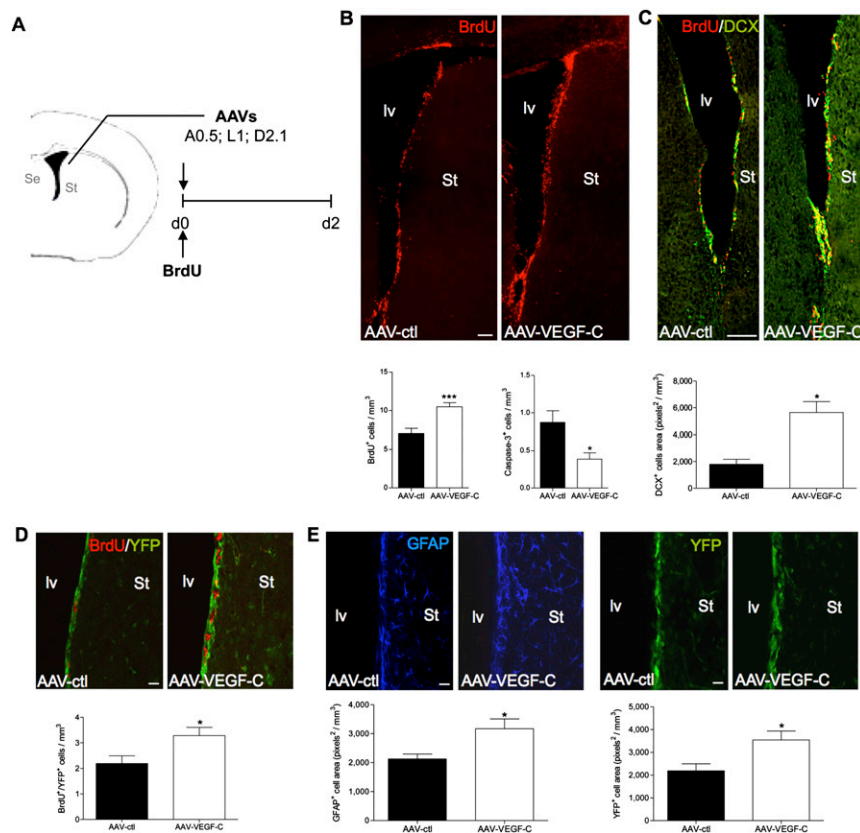 A
AAVs
A0.5; L1; D2.1
Se
St
d0
d2
BrdU
B
BrdU
lv
St
AAV-ctl
AAV-VEGF-C
C
BrdU/DCX
lv
lv
St
St
AAV-ctl
AAV-VEGF-C
BrdU+ cells / mm3
15
10
5
0
***
AAV-ctl
AAV-VEGF-C
Caspase-3+ cells / mm3
1.5
1.0
0.5
0.0
*
AAV-ctl
AAV-VEGF-C
DCX+ cells area (pixels2 / mm3)
8,000
6,000
4,000
2,000
0
*
AAV-ctl
AAV-VEGF-C
D
BrdU/YFP
lv
St
lv
St
AAV-ctl
AAV-VEGF-C
BrdU+/YFP+ cells / mm3
4
3
2
1
0
*
AAV-ctl
AAV-VEGF-C
E
GFAP
lv
St
lv
St
AAV-ctl
AAV-VEGF-C
GFAP+ cell area (pixels2 / mm3)
4,000
3,000
2,000
1,000
0
*
AAV-ctl
AAV-VEGF-C
YFP
lv
St
lv
St
AAV-ctl
AAV-VEGF-C
YFP+ cell area (pixels2 / mm3)
5,000
4,000
3,000
2,000
1,000
0
*
AAV-ctl
AAV-VEGF-C